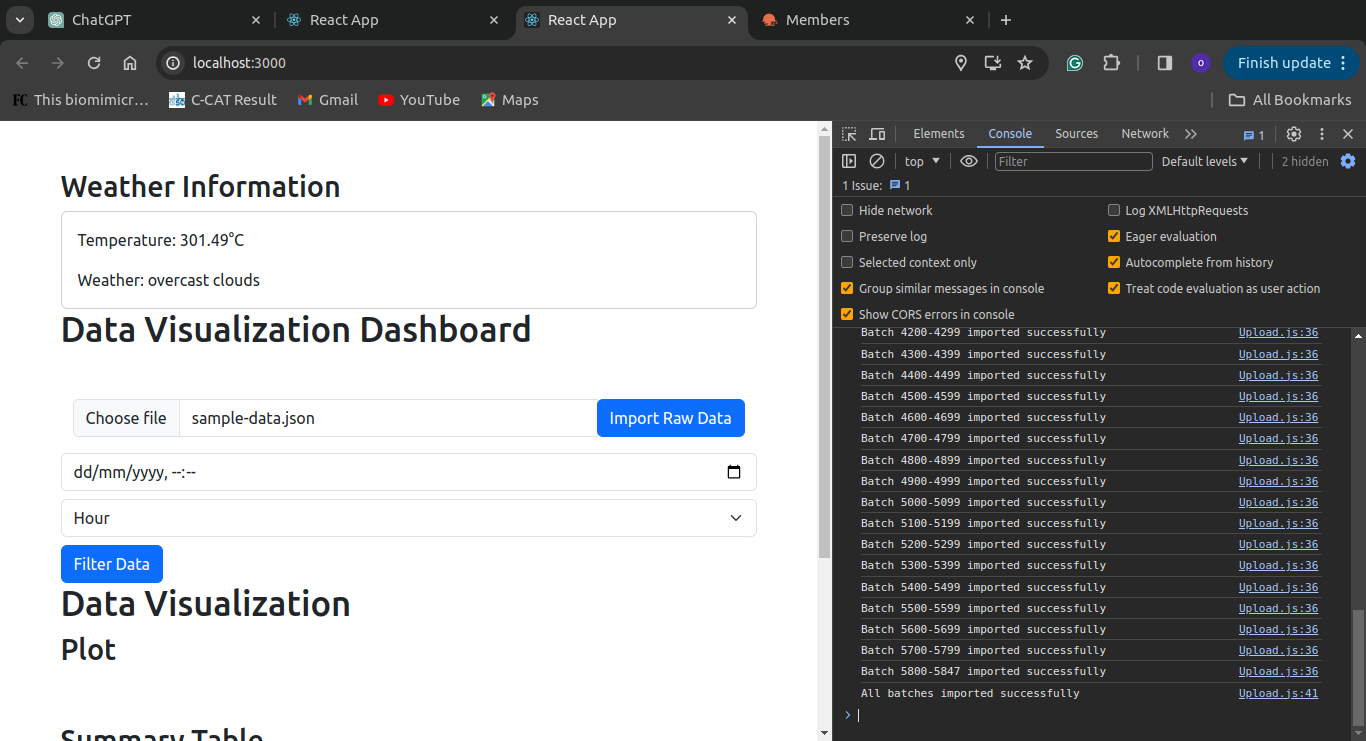 ChatGPT React App React App Members
localhost:3000 Finish update
This biomimicr... C-CAT Result Gmail YouTube Maps All Bookmarks
Weather Information
Temperature: 301.49°C
Weather: overcast clouds
Data Visualization Dashboard
Choose file sample-data.json Import Raw Data
dd/mm/yyyy, --:--
Hour
Filter Data
Data Visualization
Plot
Summary Table
Elements Console Sources Network 1
top Filter Default levels 2 hidden
1 Issue: 1
Hide network Log XMLHttpRequests
Preserve log Eager evaluation
Selected context only Autocomplete from history
Group similar messages in console Treat code evaluation as user action
Show CORS errors in console
Batch 4200-4299 imported successfully Upload.js:36
Batch 4300-4399 imported successfully Upload.js:36
Batch 4400-4499 imported successfully Upload.js:36
Batch 4500-4599 imported successfully Upload.js:36
Batch 4600-4699 imported successfully Upload.js:36
Batch 4700-4799 imported successfully Upload.js:36
Batch 4800-4899 imported successfully Upload.js:36
Batch 4900-4999 imported successfully Upload.js:36
Batch 5000-5099 imported successfully Upload.js:36
Batch 5100-5199 imported successfully Upload.js:36
Batch 5200-5299 imported successfully Upload.js:36
Batch 5300-5399 imported successfully Upload.js:36
Batch 5400-5499 imported successfully Upload.js:36
Batch 5500-5599 imported successfully Upload.js:36
Batch 5600-5699 imported successfully Upload.js:36
Batch 5700-5799 imported successfully Upload.js:36
Batch 5800-5847 imported successfully Upload.js:36
All batches imported successfully Upload.js:41